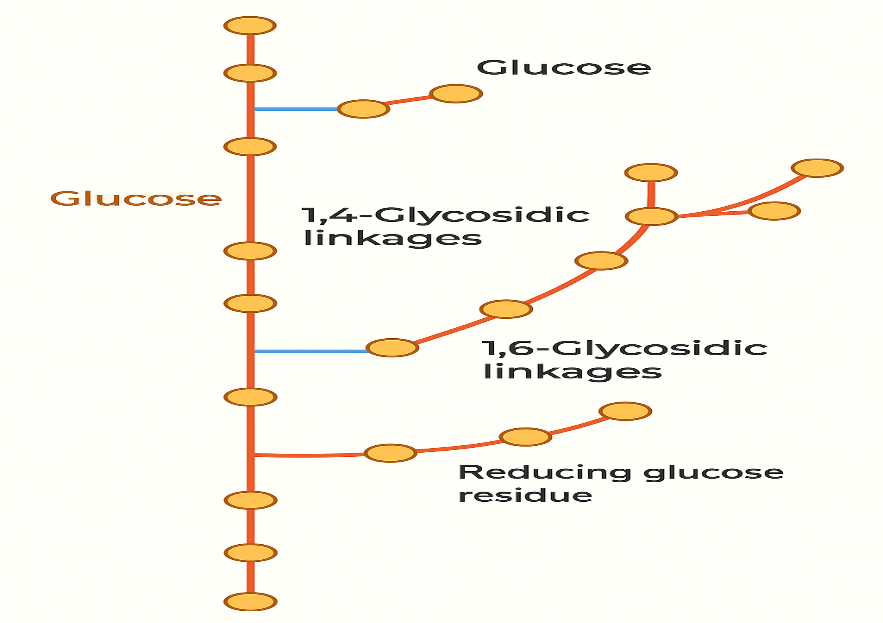 Glucose
Glucose
1,4-Glycosidic
linkages
1,6-Glycosidic
linkages
Reducing glucose
residue